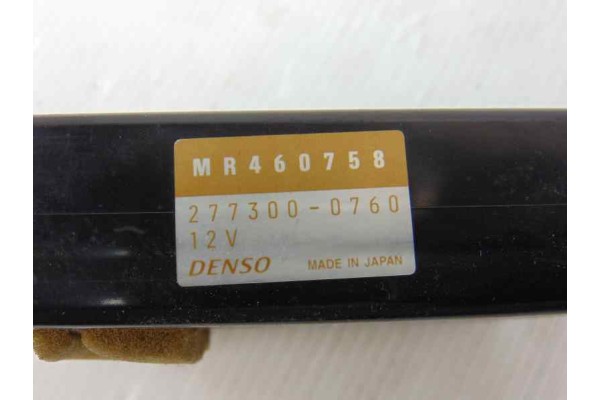 MR460758
277300-0760
12V
DENSO MADE IN JAPAN